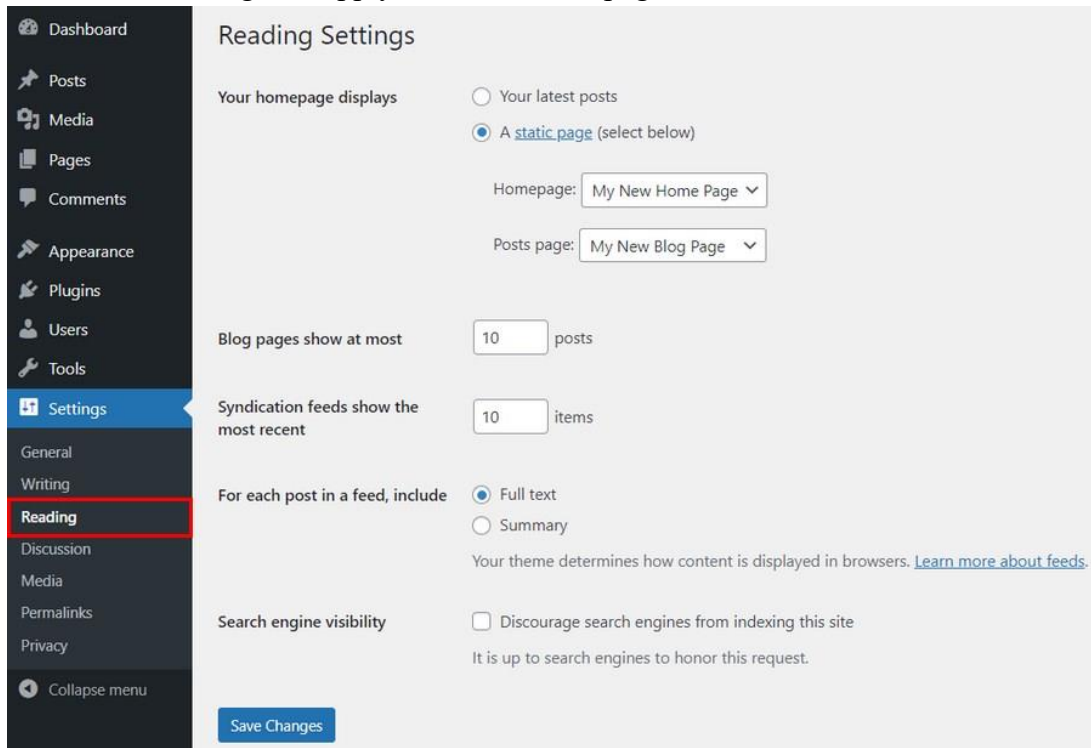 Dashboard
Posts
Media
Pages
Comments
Appearance
Plugins
Users
Tools
Settings
General
Writing
Reading
Discussion
Media
Permalinks
Privacy
Collapse menu
Reading Settings
Your homepage displays
Your latest posts
A static page (select below)
Homepage: My New Home Page
Posts page: My New Blog Page
Blog pages show at most 10 posts
Syndication feeds show the
most recent
10 items
For each post in a feed, include
Full text
Summary
Your theme determines how content is displayed in browsers. Learn more about feeds.
Search engine visibility
Discourage search engines from indexing this site
It is up to search engines to honor this request.
Save Changes